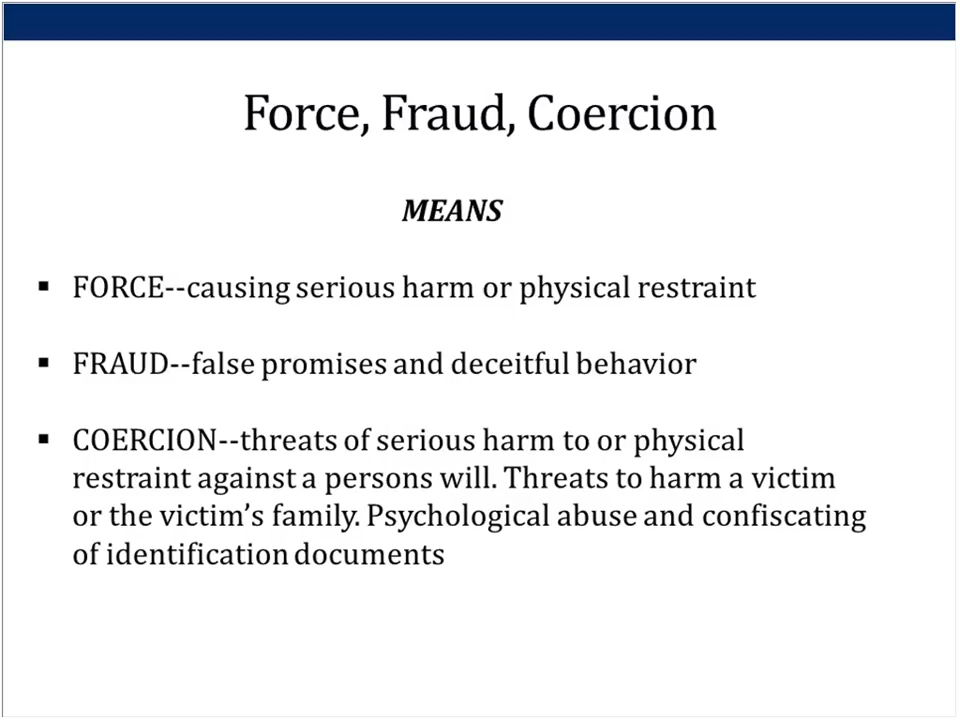 Force, Fraud, Coercion
MEANS
▪ FORCE--causing serious harm or physical restraint
▪ FRAUD--false promises and deceitful behavior
▪ COERCION--threats of serious harm to or physical
restraint against a persons will. Threats to harm a victim
or the victim’s family. Psychological abuse and confiscating
of identification documents